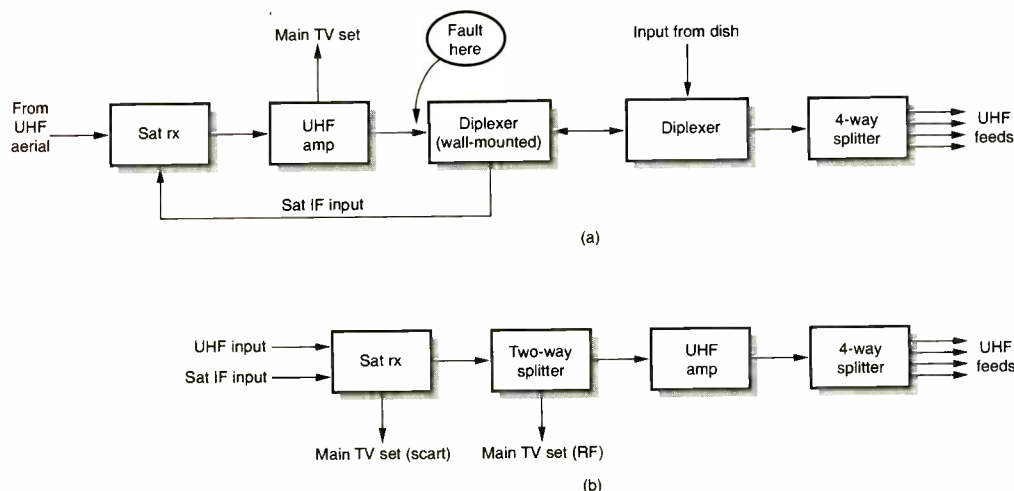 Main TV set
Fault
here
Input from dish
From
UHF
aerial
Sat rx
UHF
amp
Diplexer
(wall-mounted)
Diplexer
4-way
splitter
UHF
feeds
Sat IF input
(a)
UHF input
Sat IF input
Sat rx
Two-way
splitter
UHF
amp
4-way
splitter
UHF
feeds
Main TV set (scart)
Main TV set (RF)
(b)